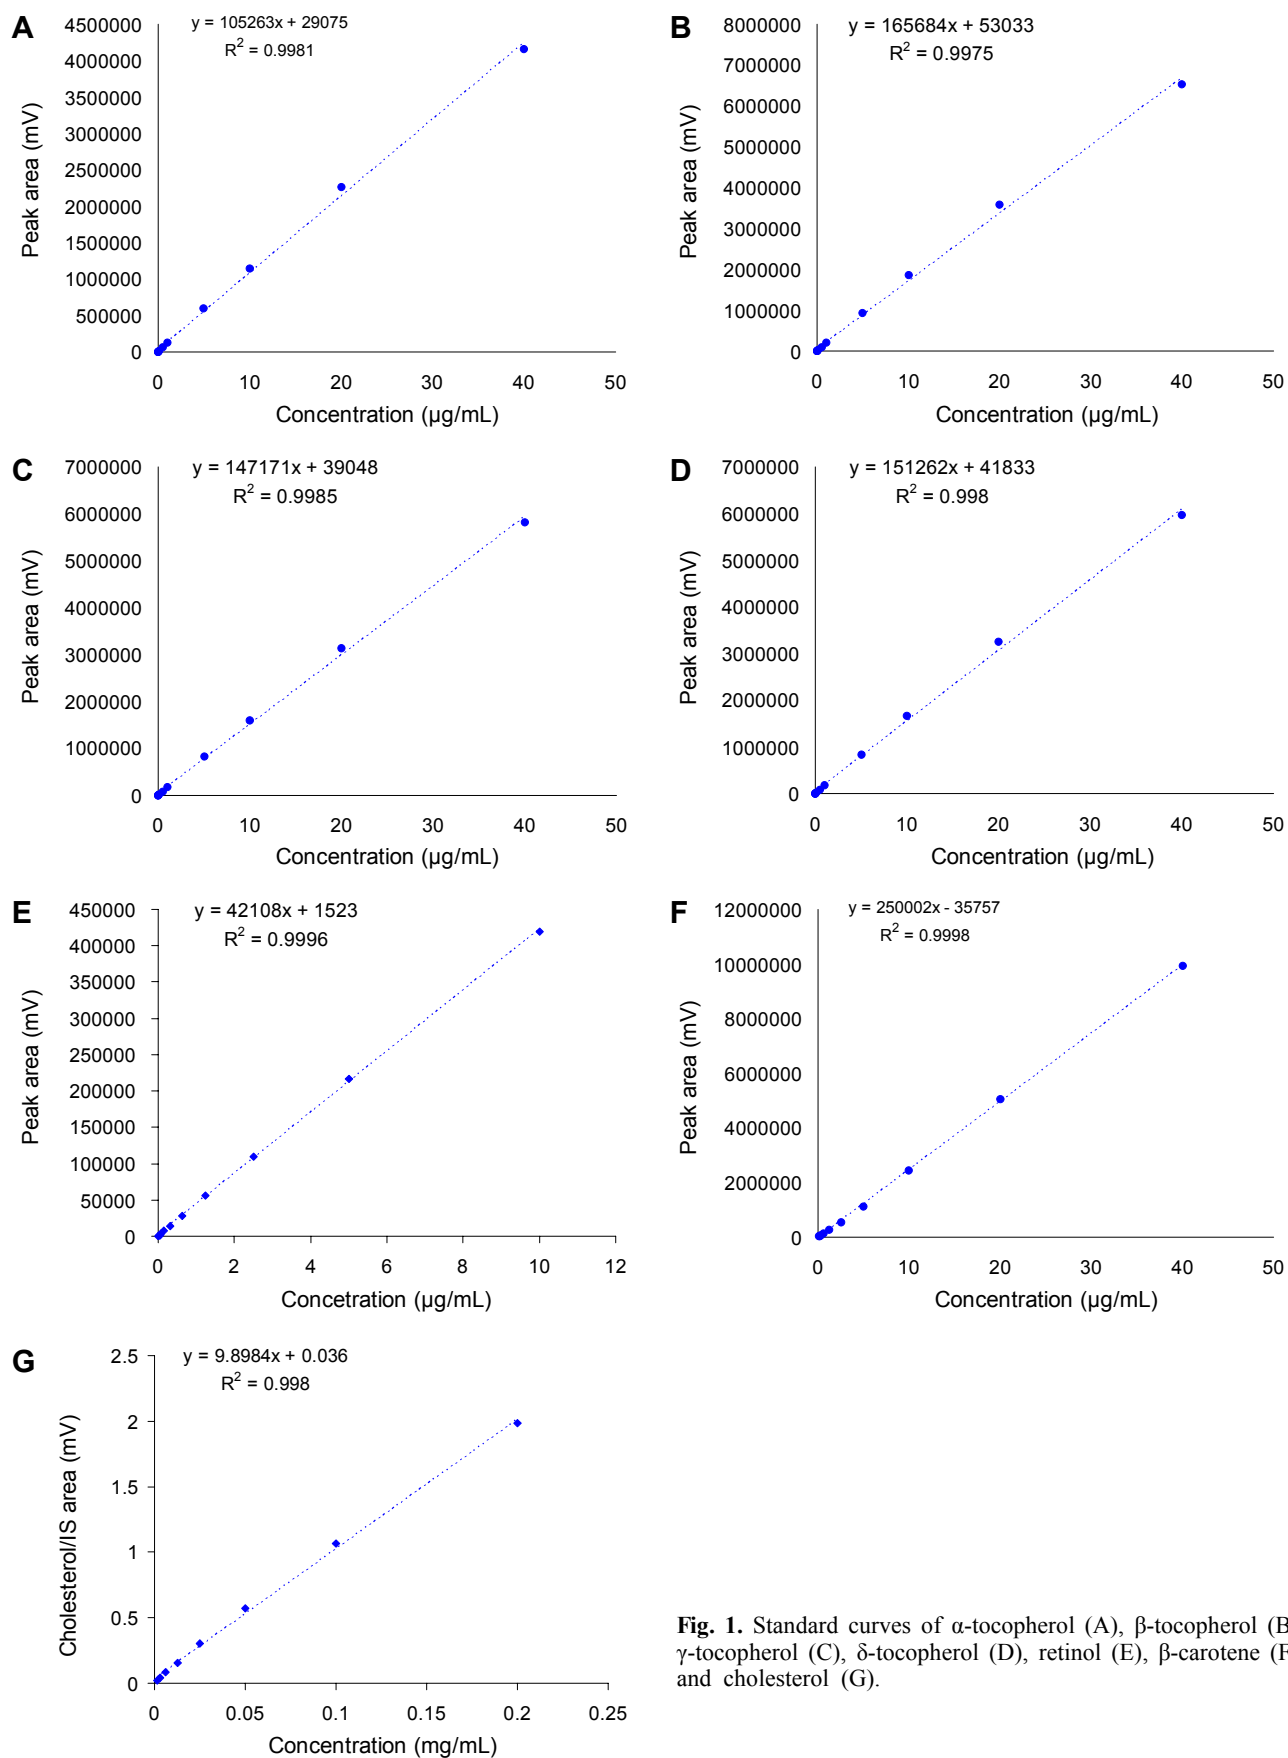 A
y = 105263x + 29075
R² = 0.9981
Peak area (mV)
4500000
4000000
3500000
3000000
2500000
2000000
1500000
1000000
500000
0
0 10 20 30 40 50
Concentration (µg/mL)
B
y = 165684x + 53033
R² = 0.9975
Peak area (mV)
8000000
7000000
6000000
5000000
4000000
3000000
2000000
1000000
0
0 10 20 30 40 50
Concentration (µg/mL)
C
y = 147171x + 39048
R² = 0.9985
Peak area (mV)
7000000
6000000
5000000
4000000
3000000
2000000
1000000
0
0 10 20 30 40 50
Concentration (µg/mL)
D
y = 151262x + 41833
R² = 0.998
Peak area (mV)
7000000
6000000
5000000
4000000
3000000
2000000
1000000
0
0 10 20 30 40 50
Concentration (µg/mL)
E
y = 42108x + 1523
R² = 0.9996
Peak area (mV)
450000
400000
350000
300000
250000
200000
150000
100000
50000
0
0 2 4 6 8 10 12
Concetration (µg/mL)
F
y = 250002x - 35757
R² = 0.9998
Peak area (mV)
12000000
10000000
8000000
6000000
4000000
2000000
0
0 10 20 30 40 50
Concentration (µg/mL)
G
y = 9.8984x + 0.036
R² = 0.998
Cholesterol/IS area (mV)
2.5
2
1.5
1
0.5
0
0 0.05 0.1 0.15 0.2 0.25
Concentration (mg/mL)
Fig. 1. Standard curves of α-tocopherol (A), β-tocopherol (B
γ-tocopherol (C), δ-tocopherol (D), retinol (E), β-carotene (F
and cholesterol (G).